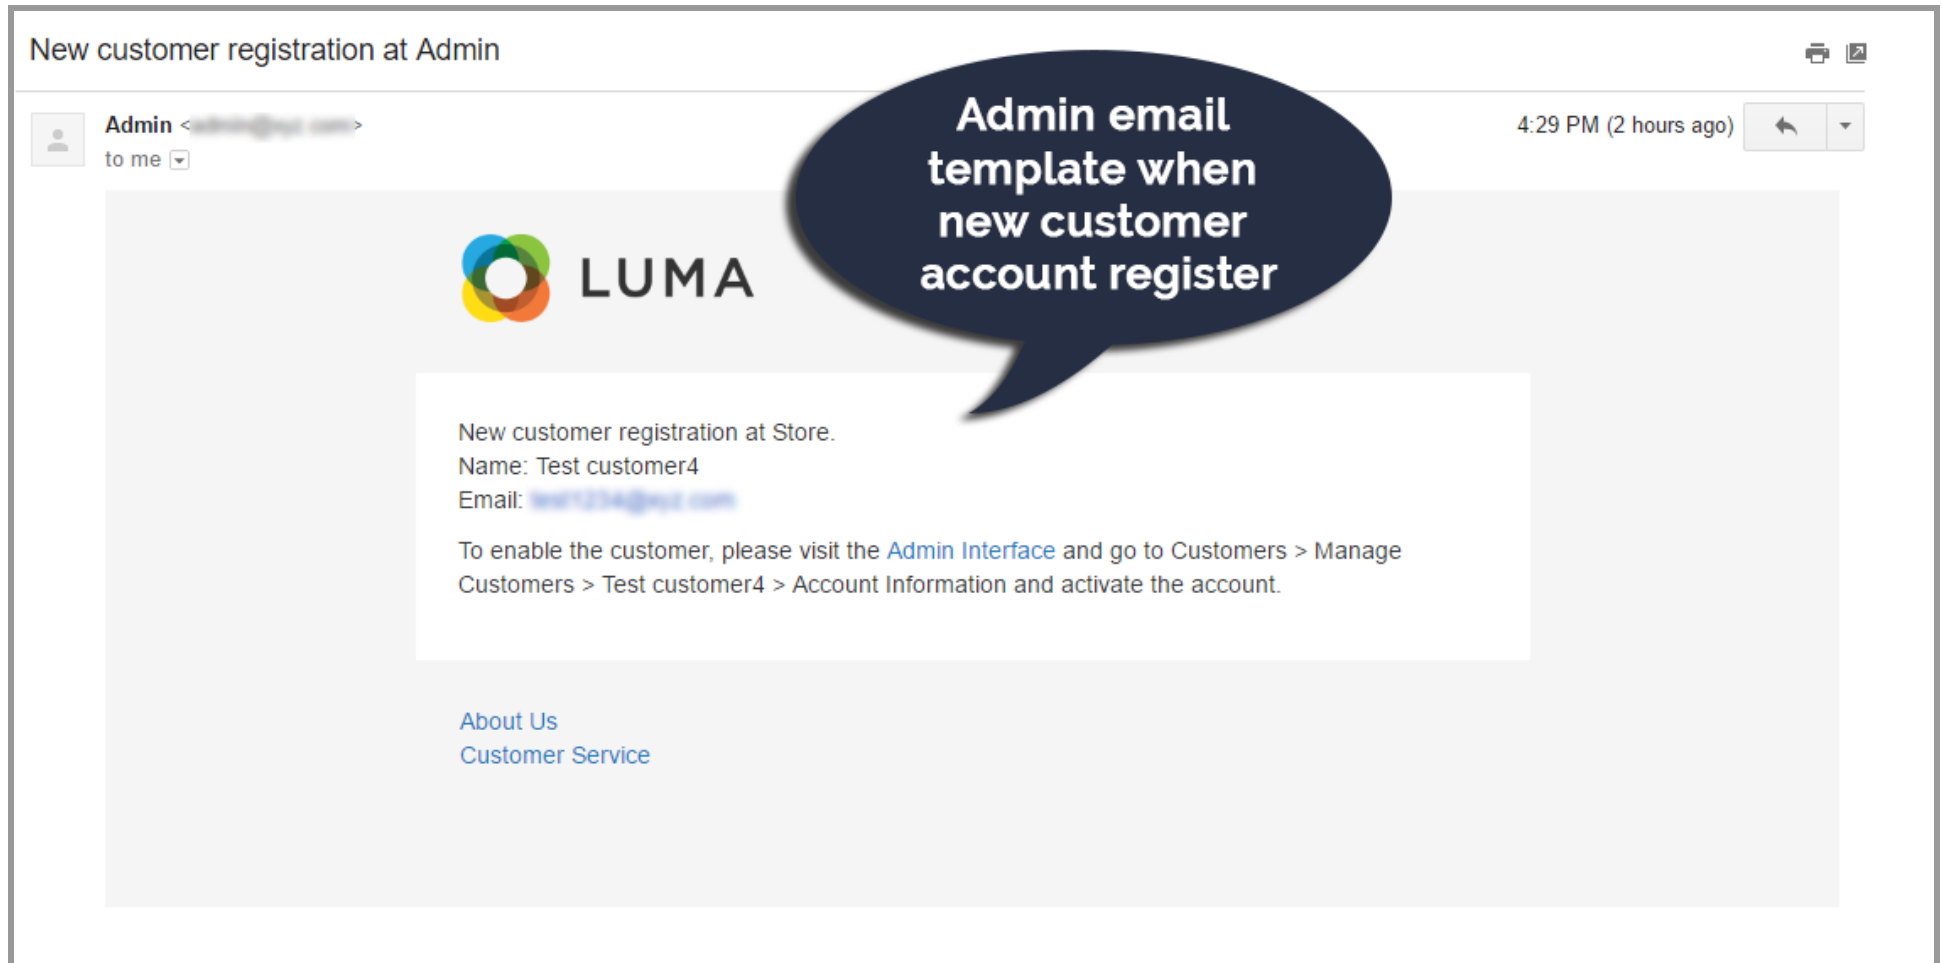 New customer registration at Admin
Admin < >
to me
4:29 PM (2 hours ago)
Admin email
template when
new customer
account register
LUMA
New customer registration at Store.
Name: Test customer4
Email:
To enable the customer, please visit the Admin Interface and go to Customers > Manage
Customers > Test customer4 > Account Information and activate the account.
About Us
Customer Service